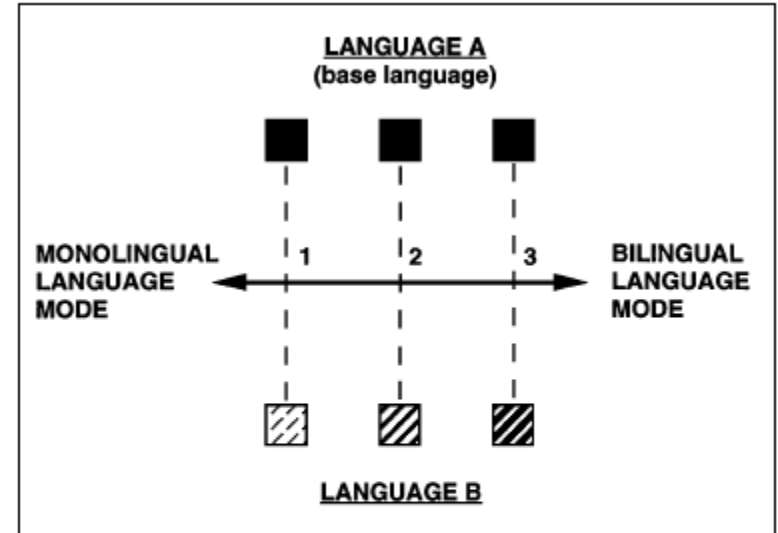 LANGUAGE A
(base language)
1
2
3
MONOLINGUAL
LANGUAGE
MODE
BILINGUAL
LANGUAGE
MODE
LANGUAGE B